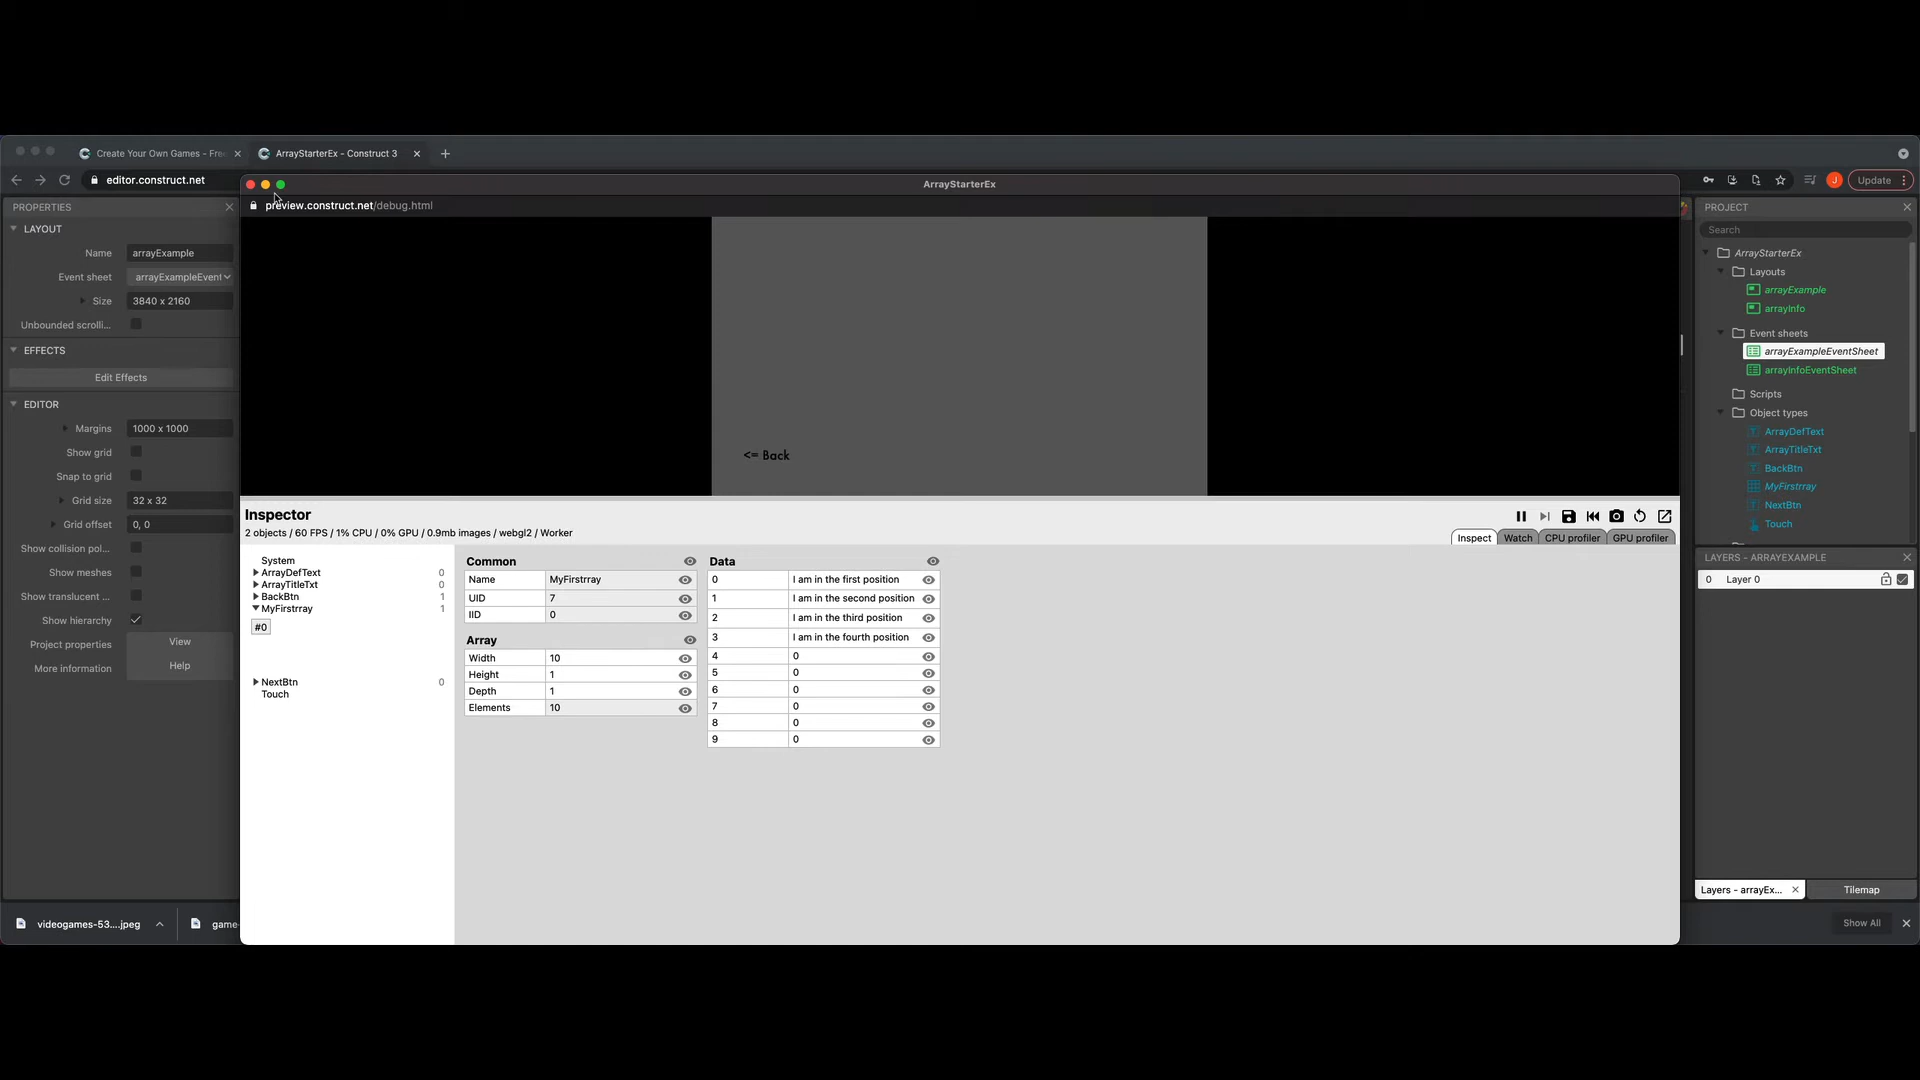 Create Your Own Games - Fre
ArrayStarterEx - Construct 3
editor.construct.net
Update
ArrayStarterEx
preview.construct.net/debug.html
PROPERTIES
LAYOUT
Name
arrayExample
Event sheet
arrayExampleEvent
Size
3840 x 2160
Unbounded scrolli...
EFFECTS
Edit Effects
EDITOR
Margins
1000 x 1000
Show grid
Snap to grid
Grid size
32 x 32
Grid offset
0, 0
Show collision poi...
Show meshes
Show translucent ...
Show hierarchy
Project properties
View
More information
Help
<= Back
Inspector
2 objects / 60 FPS / 1% CPU / 0% GPU / 0.9mb images / webgl2 / Worker
Inspect
Watch
CPU profiler
GPU profiler
System
ArrayDefText 0
ArrayTitleTxt 0
BackBtn 1
MyFirstrray 1
#0
NextBtn 0
Touch
Common
Name MyFirstrray
UID 7
IID 0
Array
Width 10
Height 1
Depth 1
Elements 10
Data
0 I am in the first position
1 I am in the second position
2 I am in the third position
3 I am in the fourth position
4 0
5 0
6 0
7 0
8 0
9 0
PROJECT
Search
ArrayStarterEx
Layouts
arrayExample
arrayInfo
Event sheets
arrayExampleEventSheet
arrayInfoEventSheet
Scripts
Object types
ArrayDefText
ArrayTitleTxt
BackBtn
MyFirstrray
NextBtn
Touch
LAYERS - ARRAYEXAMPLE
0 Layer 0
Layers - arrayEx...
Tilemap
videogames-53....jpeg
game-
Show All